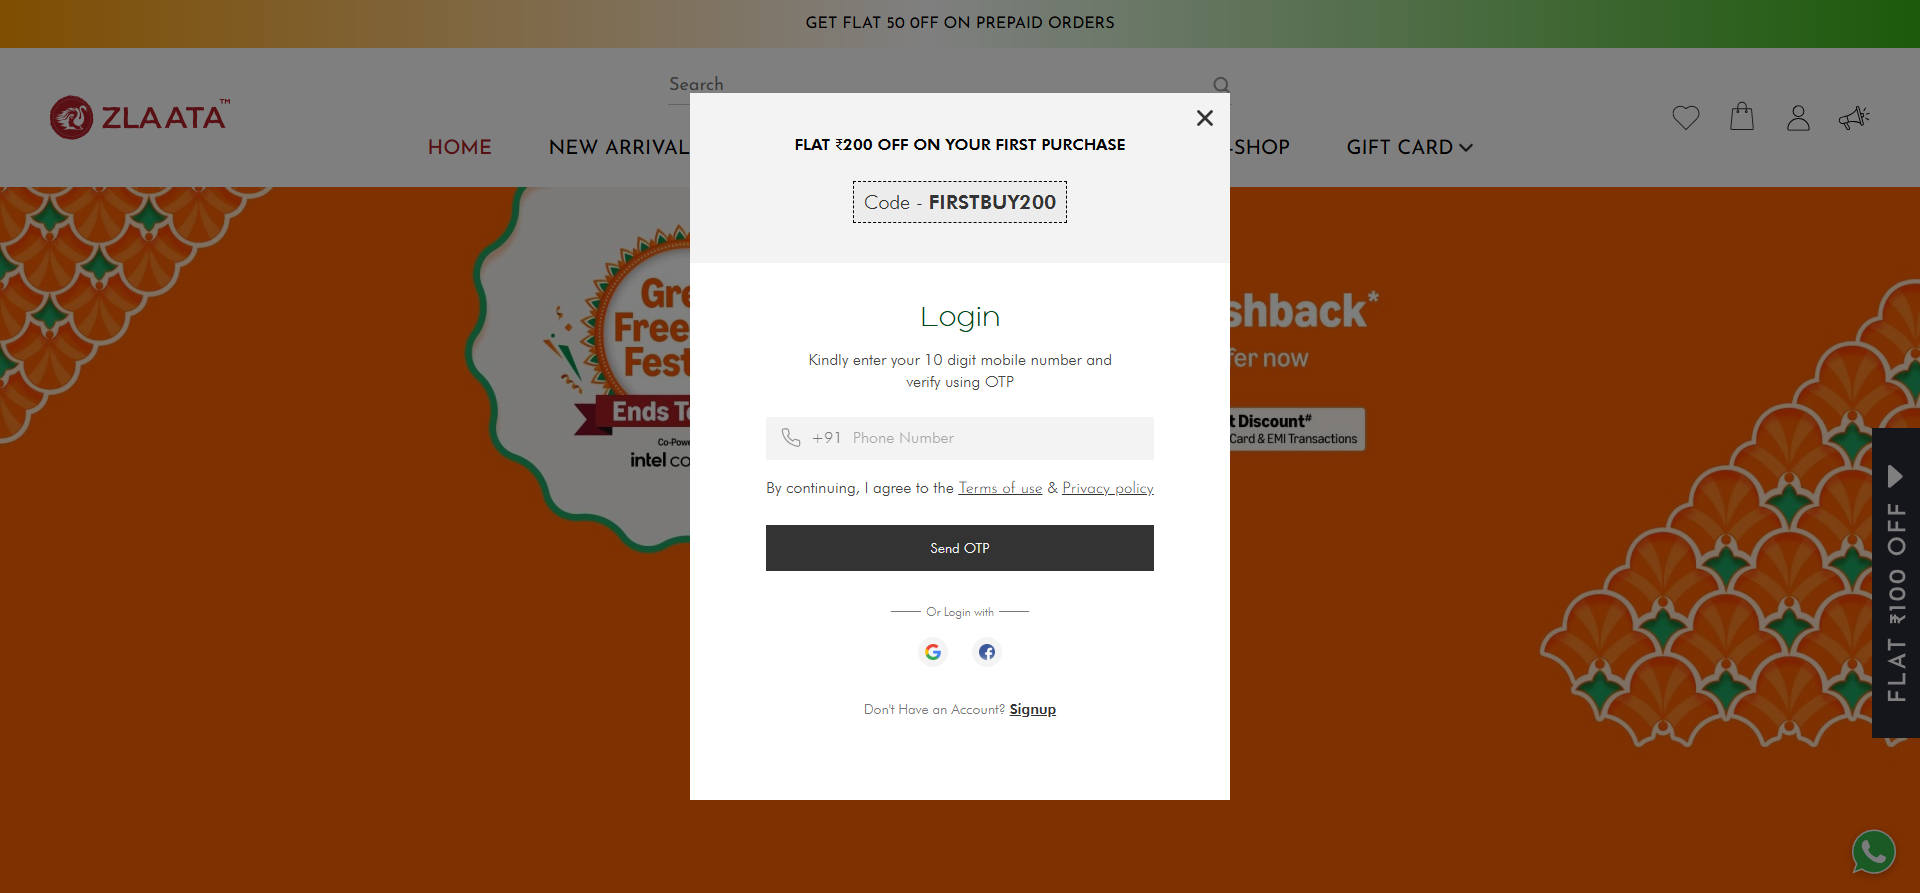 GET FLAT 50 OFF ON PREPAID ORDERS
Search
ZLAATA™
HOME NEW ARRIVAL -SHOP GIFT CARD
FLAT ₹200 OFF ON YOUR FIRST PURCHASE
Code - FIRSTBUY200
Login
Kindly enter your 10 digit mobile number and
verify using OTP
+91 Phone Number
By continuing, I agree to the Terms of use & Privacy policy
Send OTP
Or Login with
Don't Have an Account? Signup
Gre
Free
Fest
Ends To
Co-Powe
intel co
shback*
fer now
t Discount#
Card & EMI Transactions
FLAT ₹100 OFF